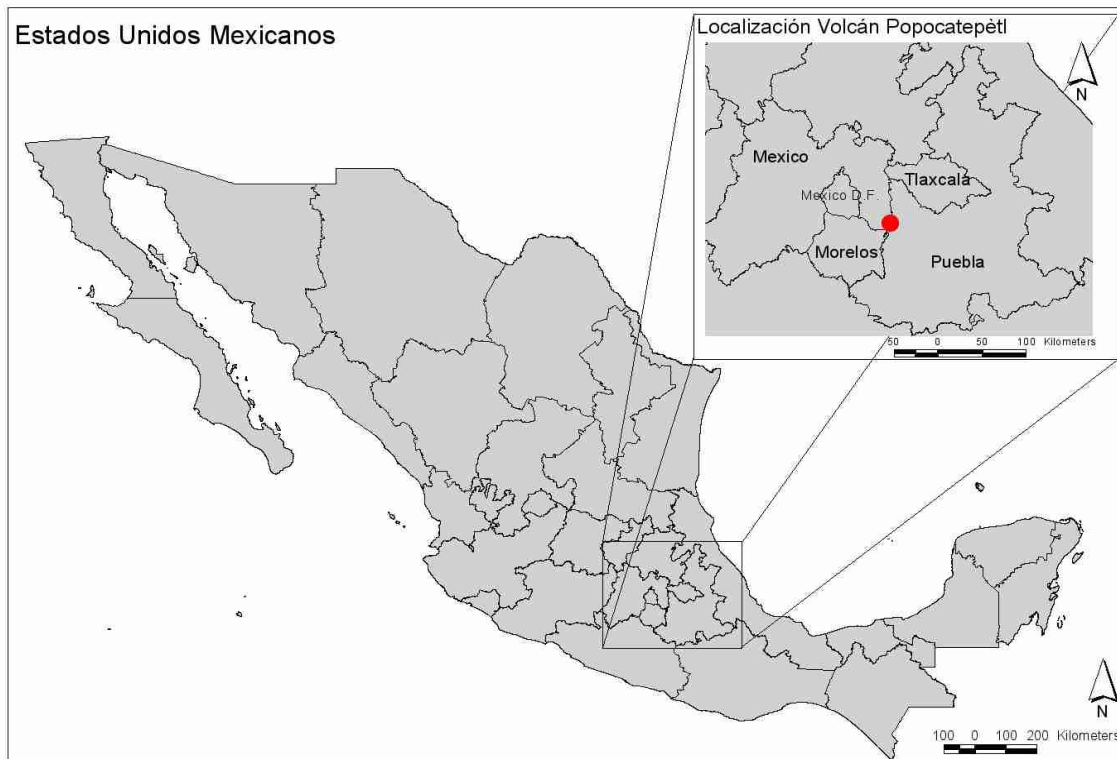 Estados Unidos Mexicanos
Localización Volcán Popocatepètl
N
Mexico
Tlaxcala
Mexico D.F.
Morelos
Puebla
50 0 50 100 Kilometers
N
100 0 100 200 Kilometers